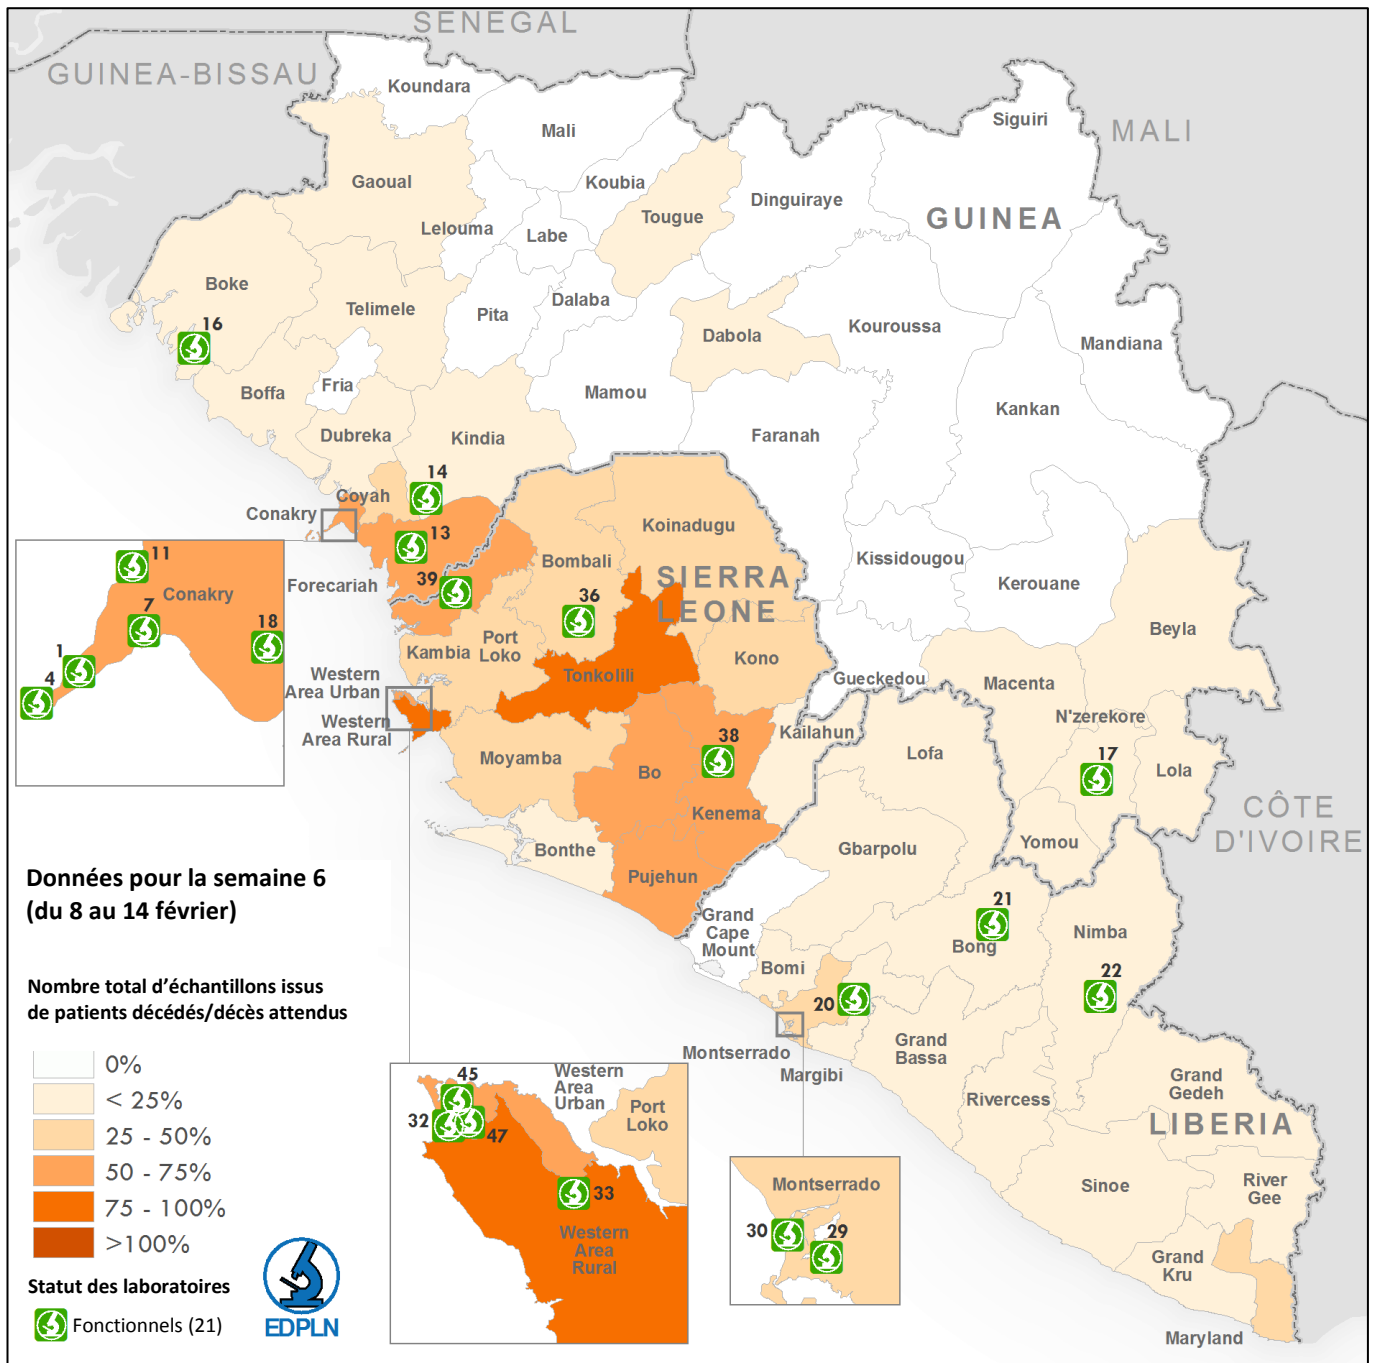 SENEGAL
GUINEA-BISSAU
Koundara
Mali
Siguiri
MALI
Gaoual
Koubia
Tougue
Dinguiraye
GUINEA
Lelouma
Labe
Boke
Telimele
Dalaba
Pita
16
Dabola
Kouroussa
Mandiana
Boffa
Fria
Mamou
Kankan
Dubreka
Kindia
Faranah
14
Coyah
Conakry
13
Koinadugu
11
Conakry
7
18
1
4
Forecariah
39
Bombali
36
SIERRA
LEONE
Kissidougou
Kerouane
Beyla
Port
Loko
Kambia
Kono
Tonkolili
Gueckedou
Macenta
Western
Area Urban
Western
Area Rural
N'zerekore
Kailahun
Lofa
17
Lola
Moyamba
Bo
38
Kenema
CÔTE
D'IVOIRE
Bonthe
Gbarpolu
Yomou
Pujehun
Données pour la semaine 6
(du 8 au 14 février)
Grand
Cape
Mount
21
Bong
Nimba
Bomi
22
20
Nombre total d'échantillons issus
de patients décédés/décès attendus
Montserrado
Margibi
Grand
Bassa
Rivercess
Grand
Gedeh
LIBERIA
0%
< 25%
25 - 50%
50 - 75%
75 - 100%
>100%
45
Western
Area
Urban
Port
Loko
32
47
33
Western
Area
Rural
Montserrado
30
29
Sinoe
River
Gee
Grand
Kru
Maryland
Statut des laboratoires
Fonctionnels (21)
EDPLN